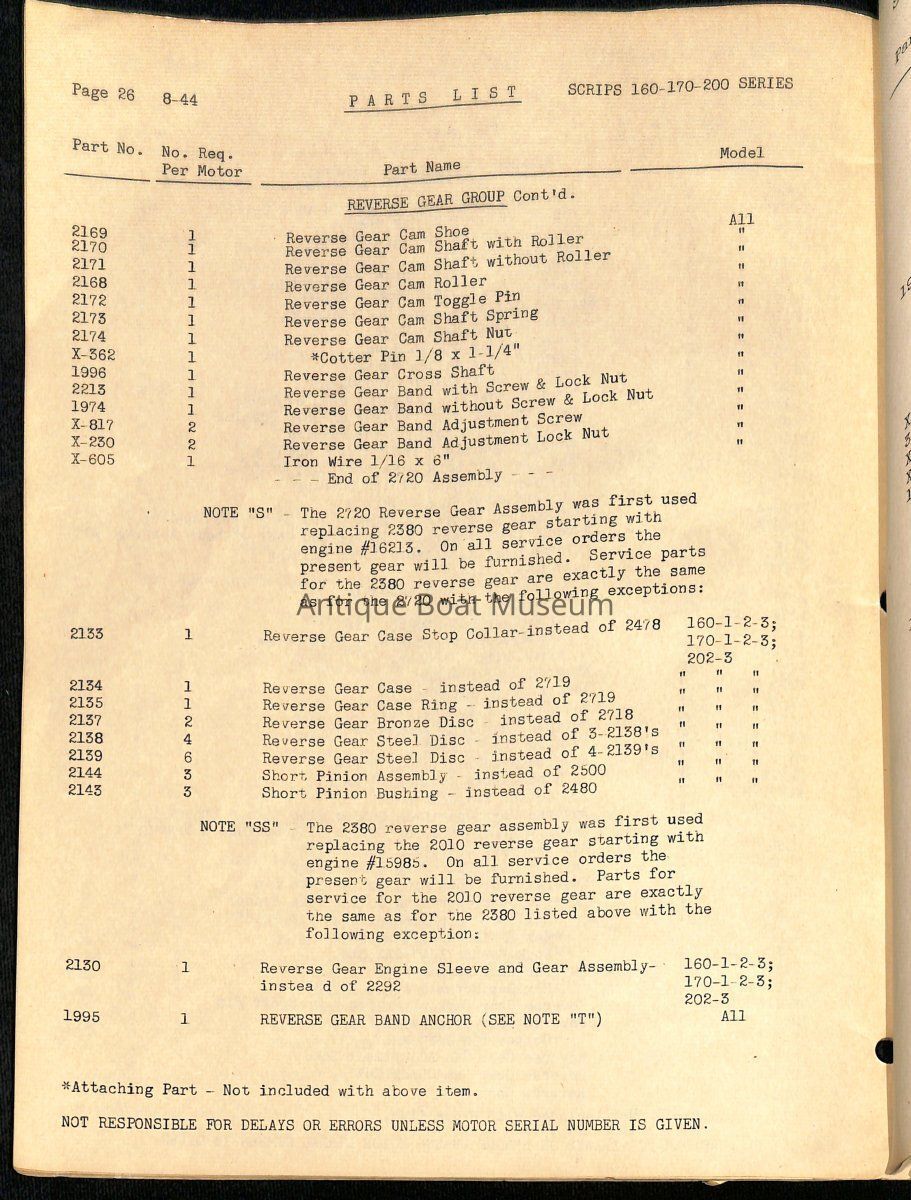 Page 26 8-44 PARTS LIST SCRIPS 160-170-200 SERIES
Part No. No. Req. Per Motor Part Name Model
REVERSE GEAR GROUP Cont'd.
2169 1 Reverse Gear Cam Shoe All
2170 1 Reverse Gear Cam Shaft with Roller "
2171 1 Reverse Gear Cam Shaft without Roller "
2168 1 Reverse Gear Cam Roller "
2172 1 Reverse Gear Cam Toggle Pin "
2173 1 Reverse Gear Cam Shaft Spring "
2174 1 Reverse Gear Cam Shaft Nut "
X-362 1 *Cotter Pin 1/8 x 1-1/4" "
1996 1 Reverse Gear Cross Shaft "
2213 1 Reverse Gear Band with Screw & Lock Nut "
1974 1 Reverse Gear Band without Screw & Lock Nut "
X-817 2 Reverse Gear Band Adjustment Screw "
X-230 2 Reverse Gear Band Adjustment Lock Nut "
X-605 1 Iron Wire 1/16 x 6"
- - - End of 2720 Assembly - - -
NOTE "S" - The 2720 Reverse Gear Assembly was first used
replacing 2380 reverse gear starting with
engine #16213. On all service orders the
present gear will be furnished. Service parts
for the 2380 reverse gear are exactly the same
as for the 2720 with the following exceptions:
Antique Boat Museum
2133 1 Reverse Gear Case Stop Collar-instead of 2478 160-1-2-3;
170-1-2-3;
202-3
2134 1 Reverse Gear Case - instead of 2719 " " "
2135 1 Reverse Gear Case Ring - instead of 2719 " " "
2137 2 Reverse Gear Bronze Disc - instead of 2718 " " "
2138 4 Reverse Gear Steel Disc - instead of 3-2138's " " "
2139 6 Reverse Gear Steel Disc - instead of 4-2139's " " "
2144 3 Short Pinion Assembly - instead of 2500 " " "
2143 3 Short Pinion Bushing - instead of 2480 " " "
NOTE "SS" - The 2380 reverse gear assembly was first used
replacing the 2010 reverse gear starting with
engine #15985. On all service orders the
present gear will be furnished. Parts for
service for the 2010 reverse gear are exactly
the same as for the 2380 listed above with the
following exception:
2130 1 Reverse Gear Engine Sleeve and Gear Assembly- 160-1-2-3;
instea d of 2292 170-1-2-3;
202-3
1995 1 REVERSE GEAR BAND ANCHOR (SEE NOTE "T") All
*Attaching Part - Not included with above item.
NOT RESPONSIBLE FOR DELAYS OR ERRORS UNLESS MOTOR SERIAL NUMBER IS GIVEN.